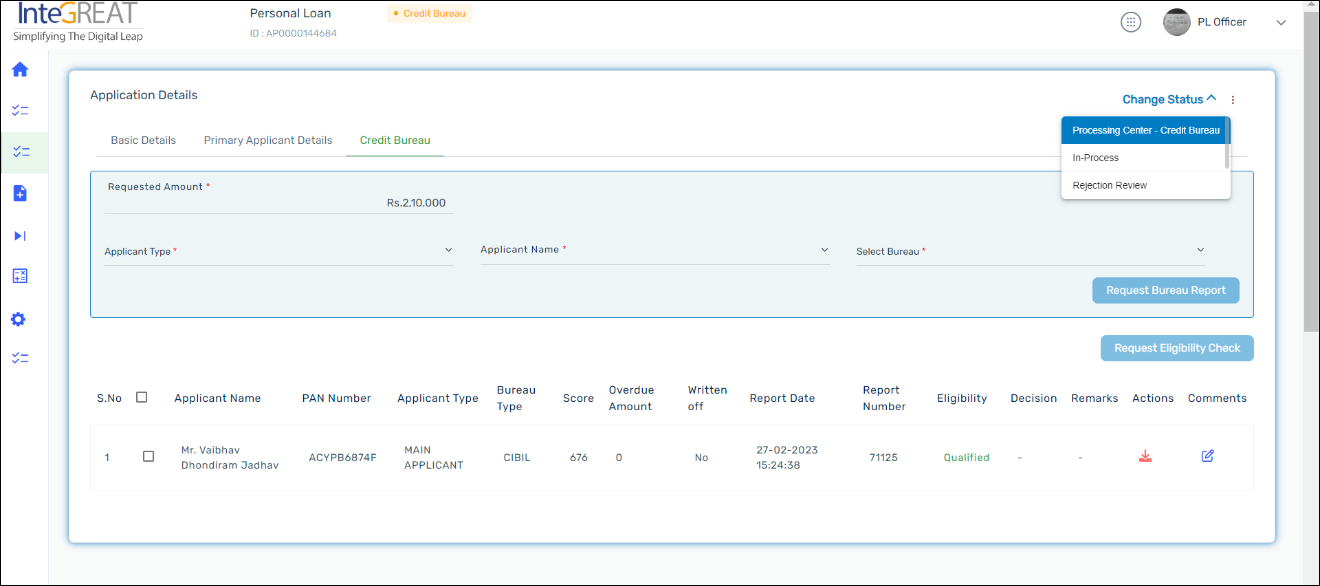 InteGREAT
Simplifying The Digital Leap
Personal Loan
ID : AP0000144684
Credit Bureau
PL Officer
Application Details
Change Status
Processing Center - Credit Bureau
In-Process
Rejection Review
Basic Details
Primary Applicant Details
Credit Bureau
Requested Amount *
Rs.2,10,000
Applicant Type *
Applicant Name *
Select Bureau *
Request Bureau Report
Request Eligibility Check
S.No
Applicant Name
PAN Number
Applicant Type
Bureau
Type
Score
Overdue
Amount
Written
off
Report Date
Report
Number
Eligibility
Decision
Remarks
Actions
Comments
1
Mr. Vaibhav
Dhondiram Jadhav
ACYPB6874F
MAIN
APPLICANT
CIBIL
676
0
No
27-02-2023
15:24:38
71125
Qualified
-
-